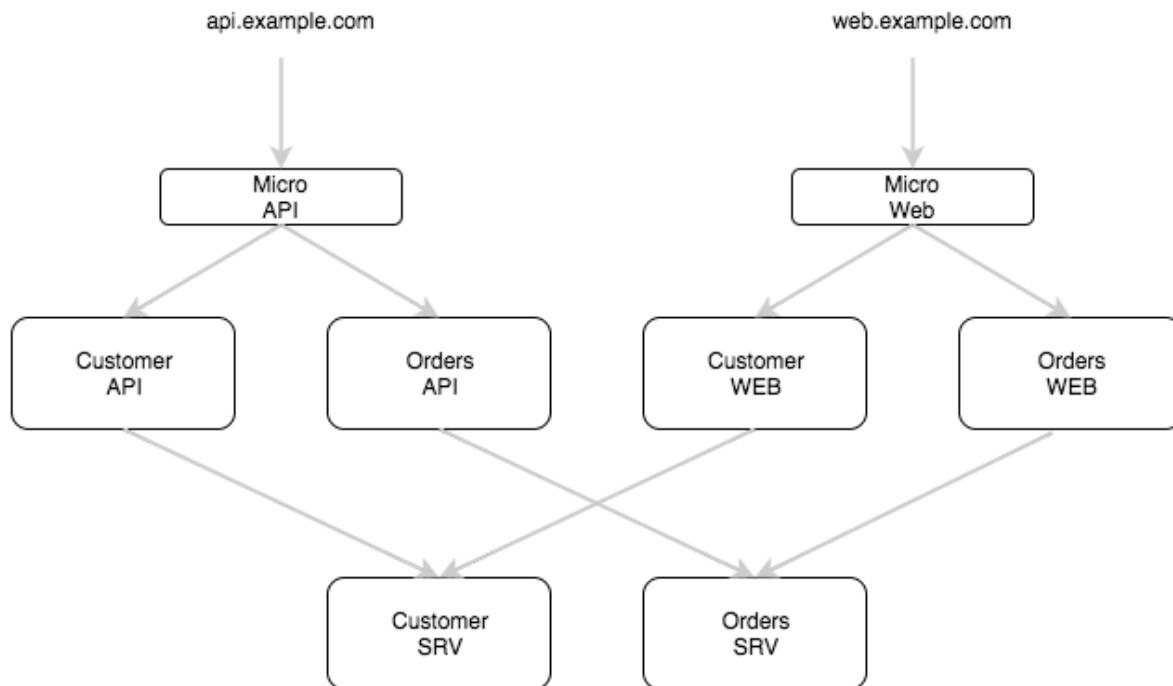 api.example.com
web.example.com
Micro
API
Micro
Web
Customer
API
Orders
API
Customer
WEB
Orders
WEB
Customer
SRV
Orders
SRV